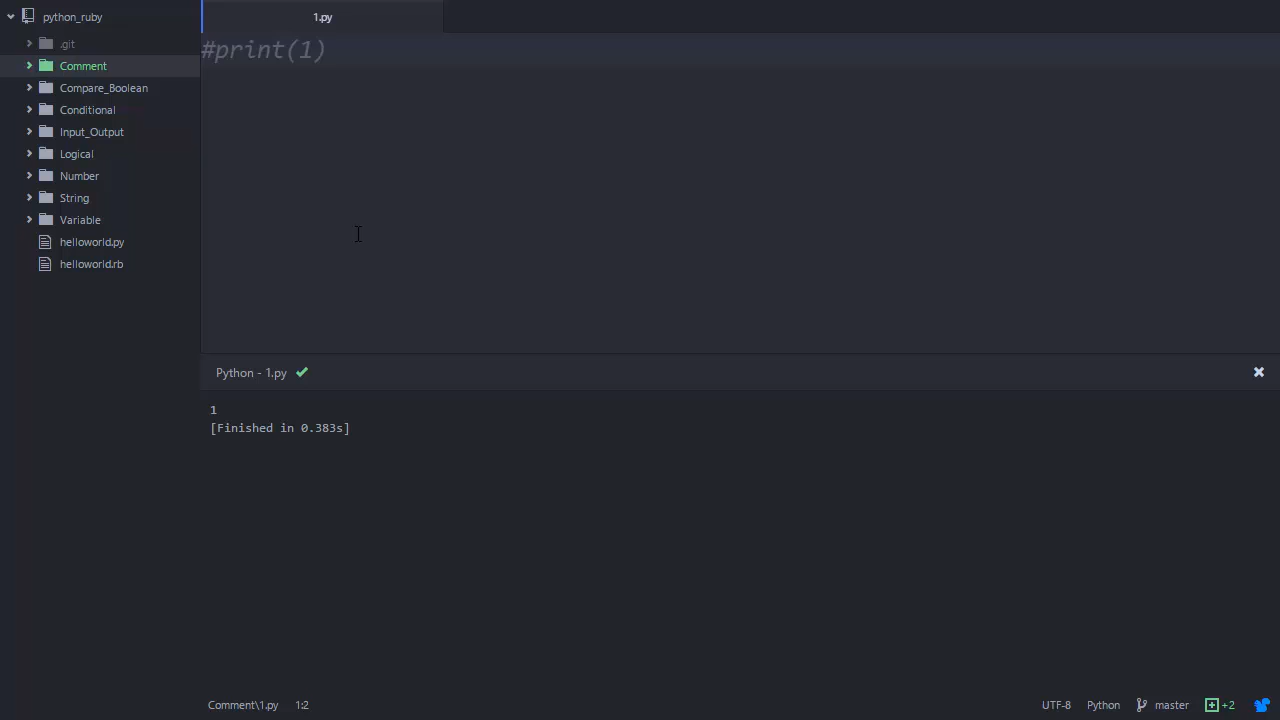 python_ruby
.git
Comment
Compare_Boolean
Conditional
Input_Output
Logical
Number
String
Variable
helloworld.py
helloworld.rb
1.py
#print(1)
Python - 1.py
1
[Finished in 0.383s]
Comment\1.py 1:2
UTF-8 Python master +2